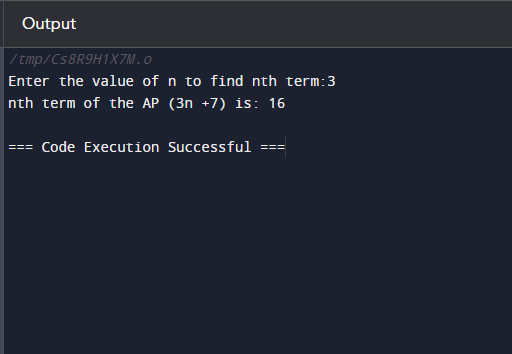 Output
/tmp/Cs8R9H1X7M.o
Enter the value of n to find nth term:3
nth term of the AP (3n +7) is: 16
=== Code Execution Successful ===